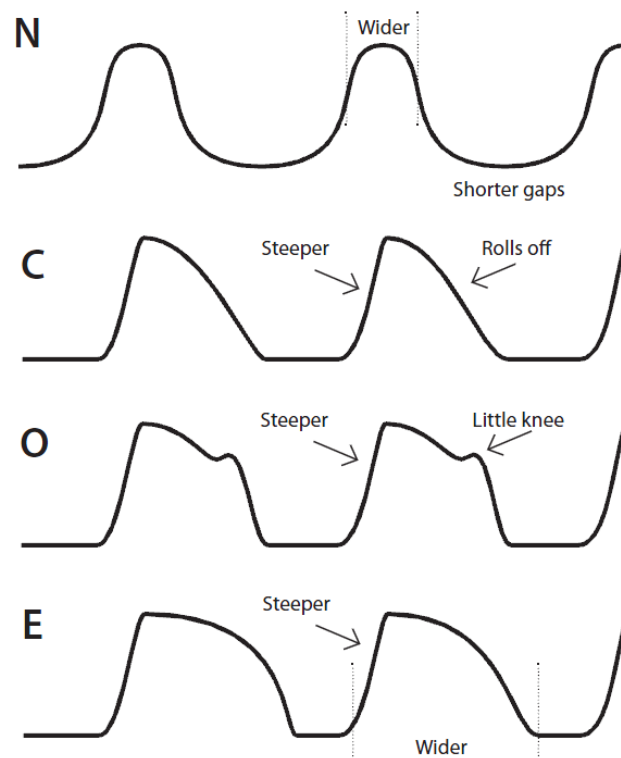 N
Wider
Shorter gaps
C
Steeper
Rolls off
O
Steeper
Little knee
E
Steeper
Wider